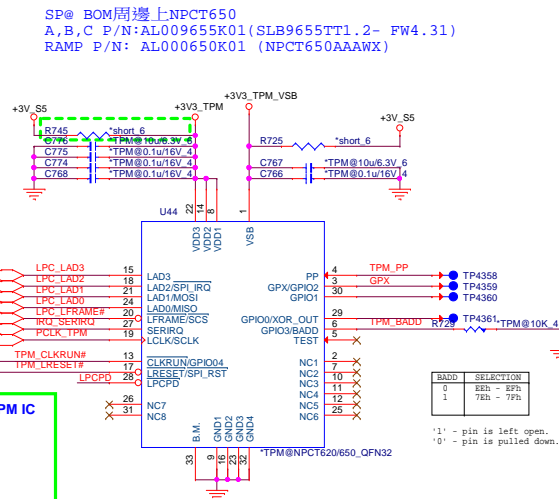 SP@ BOM周邊上NPCT650
A,B,C P/N:AL009655K01(SLB9655TT1.2- FW4.31)
RAMP P/N: AL000650K01 (NPCT650AAAWX)
+3V3_TPM_VSB
+3V_S5
+3V3_TPM
+3V_S5
R745 *short_6
C776 *TPM@10u/6.3V_6
C775 *TPM@0.1u/16V_4
C774 *TPM@0.1u/16V_4
C768 *TPM@0.1u/16V_4
R725 *short_6
C767 *TPM@10u/6.3V_6
C766 *TPM@0.1u/16V_4
U44
22 14 8 1
VDD3 VDD2 VDD1 VSB
LPC_LAD3 15 LAD3
LPC_LAD2 18 LAD2/SPI_IRQ
LPC_LAD1 21 LAD1/MOSI
LPC_LAD0 24 LAD0/MISO
LPC_LFRAME# 20 LFRAME/SCS
IRQ_SERIRQ 27 SERIRQ
PCLK_TPM 19 LCLK/SCLK
TPM_CLKRUN# 13 CLKRUN/GPIO04
TPM_LRESET# 17 LRESET/SPI_RST
LPCPD 28 LPCPD
26 NC7
31 NC8
PP 4 TPM_PP TP4358
GPX/GPIO2 3 GPX TP4359
GPIO1 30 TP4360
GPIO0/XOR_OUT 29 TP4361
GPIO3/BADD 6 TPM_BADD R729 *TPM@10K_4
TEST 5
NC1 2
NC2 7
NC3 10
NC4 11
NC5 12
NC6 25
B.M. GND1 GND2 GND3 GND4
33 9 16 23 32
*TPM@NPCT620/650_QFN32
PM IC
BADD SELECTION
0 EEh - EFh
1 7Eh - 7Fh
'1' - pin is left open.
'0' - pin is pulled down.